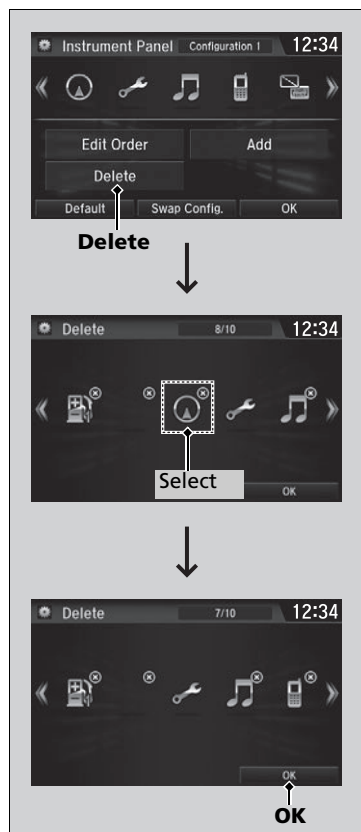 Instrument Panel Configuration 1 12:34
Edit Order Add
Delete
Default Swap Config. OK
Delete
Delete 8/10 12:34
Select
OK
Delete 7/10 12:34
OK
OK